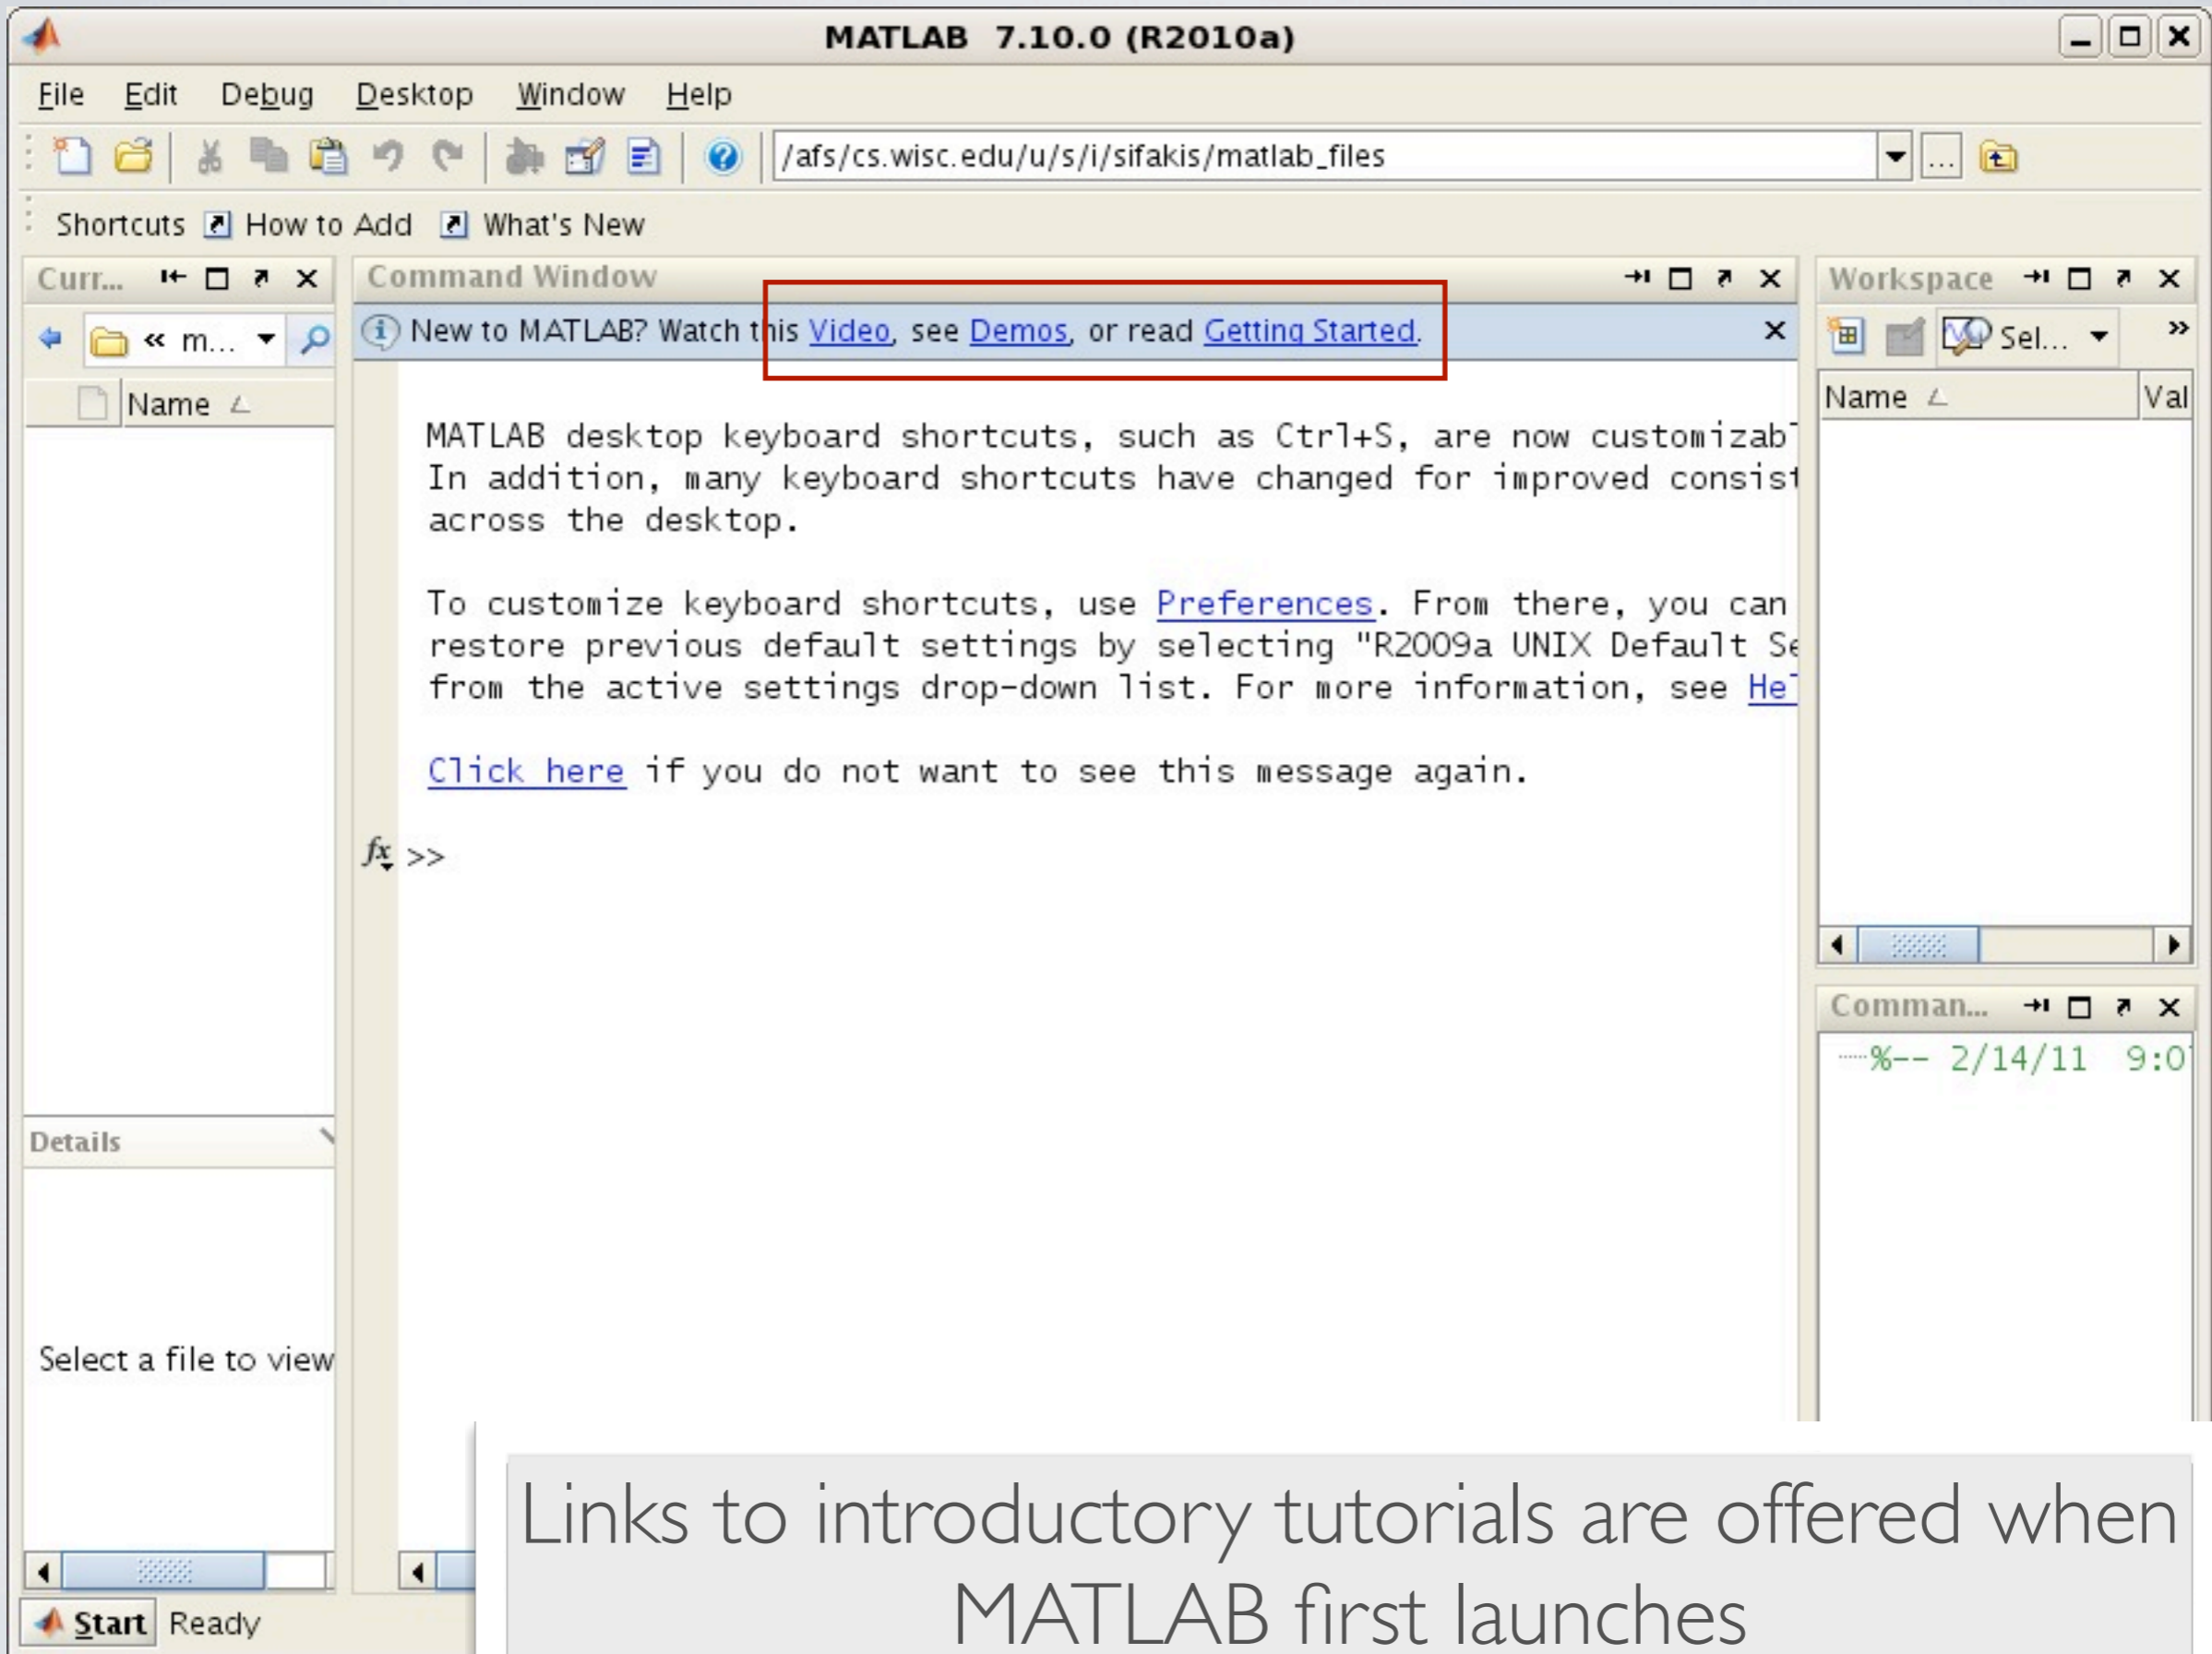 MATLAB 7.10.0 (R2010a)
File Edit Debug Desktop Window Help
/afs/cs.wisc.edu/u/s/i/sifakis/matlab_files
...
Shortcuts How to Add What's New
Curr...
« m...
Name
Details
Select a file to view
Command Window
New to MATLAB? Watch this Video, see Demos, or read Getting Started.
MATLAB desktop keyboard shortcuts, such as Ctrl+S, are now customizabl
In addition, many keyboard shortcuts have changed for improved consist
across the desktop.
To customize keyboard shortcuts, use Preferences. From there, you can
restore previous default settings by selecting "R2009a UNIX Default Se
from the active settings drop-down list. For more information, see Hel
Click here if you do not want to see this message again.
fx >>
Workspace
Sel... »
Name Val
Comman...
%-- 2/14/11 9:0
Start Ready
Links to introductory tutorials are offered when
MATLAB first launches